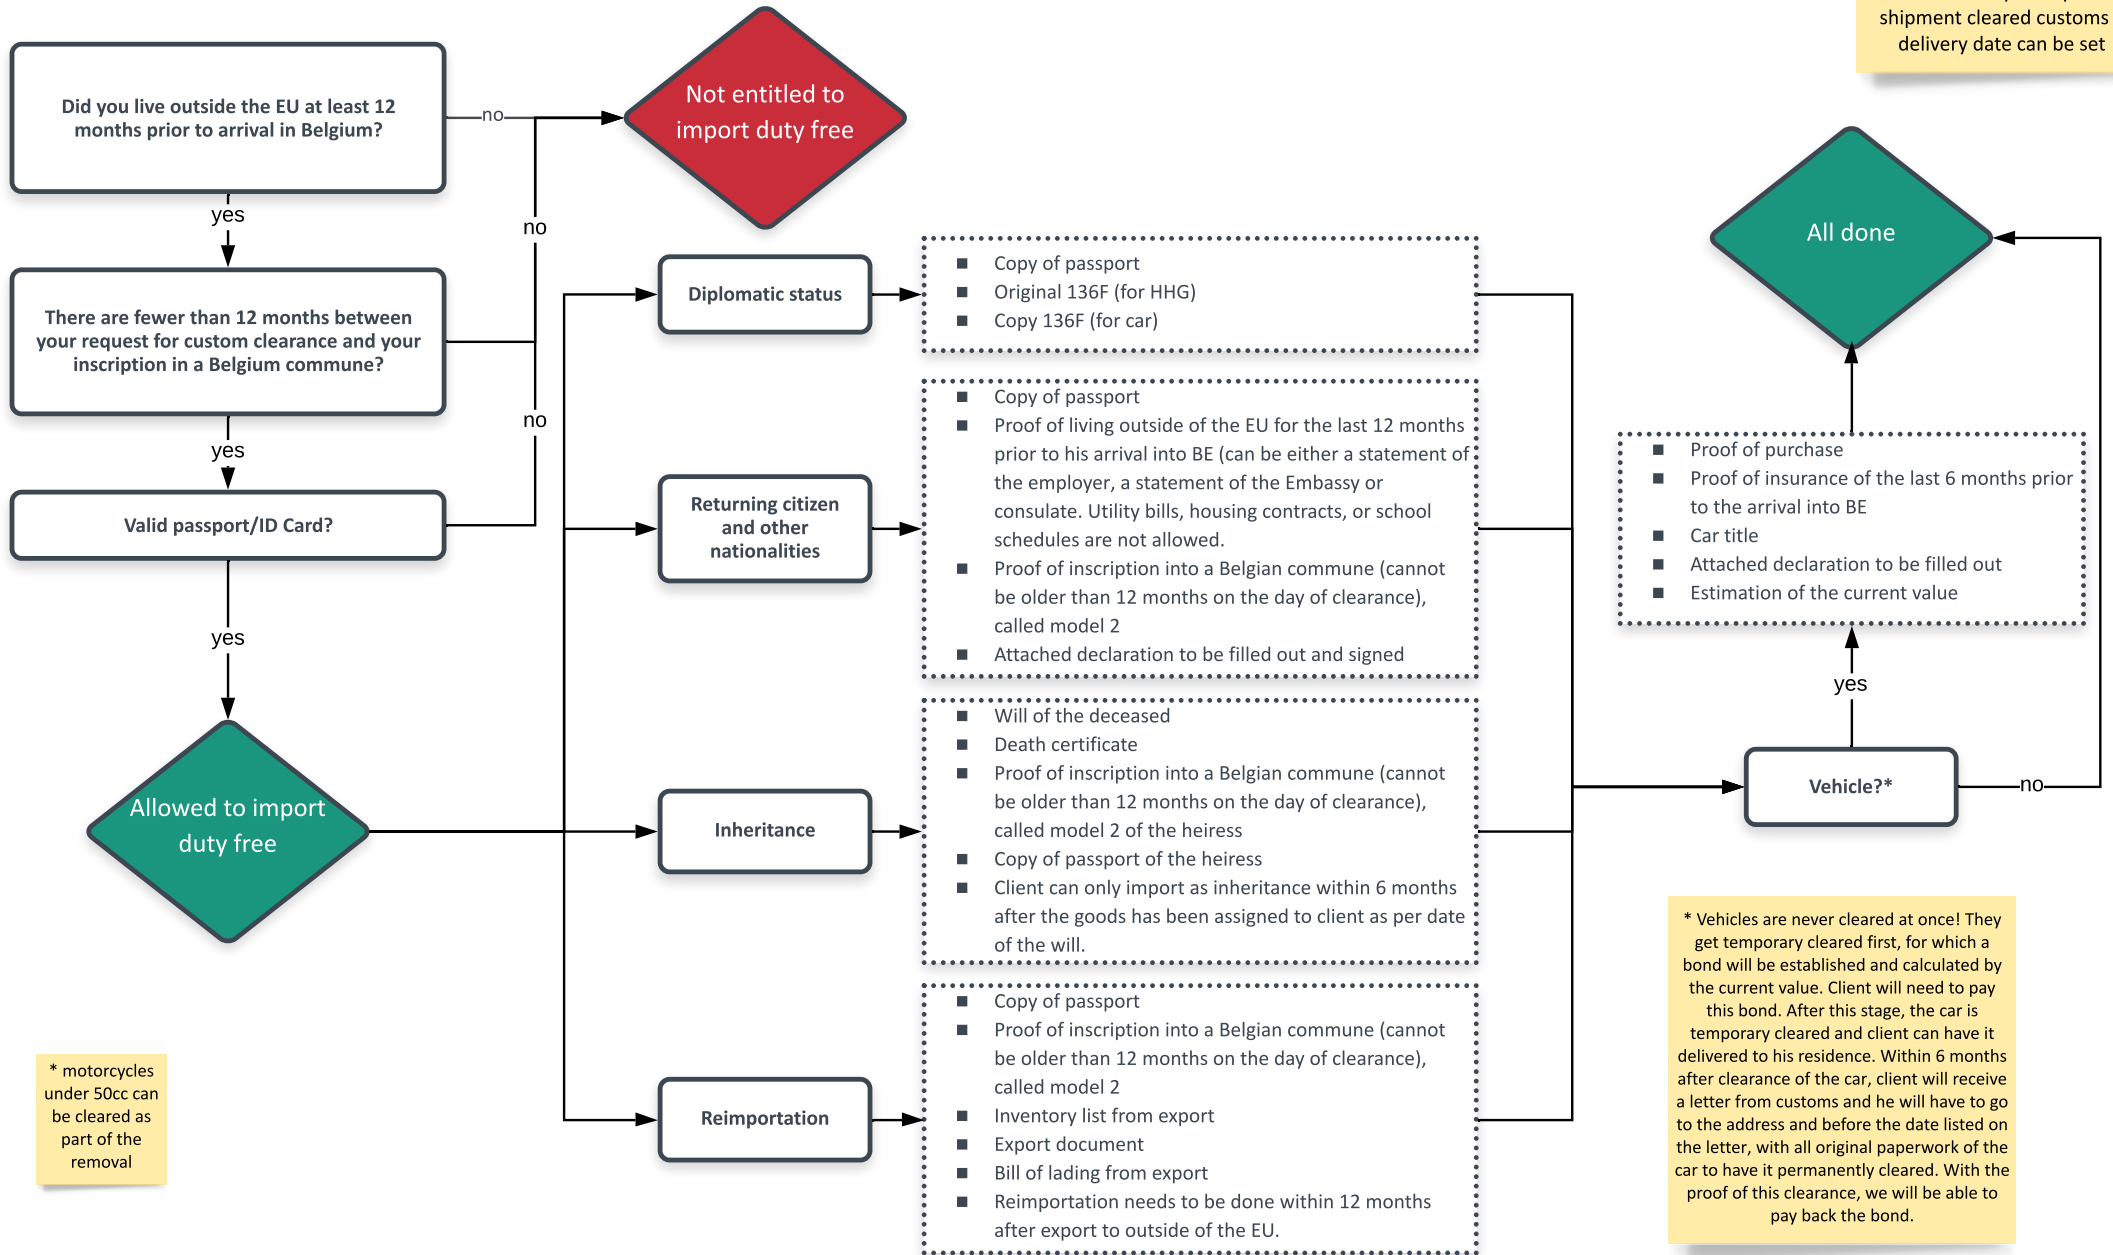 Did you live outside the EU at least 12
months prior to arrival in Belgium?
no
Not entitled to
import duty free
shipment cleared customs
delivery date can be set
yes
no
There are fewer than 12 months between
your request for custom clearance and your
inscription in a Belgium commune?
no
yes
Valid passport/ID Card?
yes
Allowed to import
duty free
* motorcycles
under 50cc can
be cleared as
part of the
removal
Diplomatic status
■ Copy of passport
■ Original 136F (for HHG)
■ Copy 136F (for car)
Returning citizen
and other
nationalities
■ Copy of passport
■ Proof of living outside of the EU for the last 12 months
prior to his arrival into BE (can be either a statement of
the employer, a statement of the Embassy or
consulate. Utility bills, housing contracts, or school
schedules are not allowed.
■ Proof of inscription into a Belgian commune (cannot
be older than 12 months on the day of clearance),
called model 2
■ Attached declaration to be filled out and signed
Inheritance
■ Will of the deceased
■ Death certificate
■ Proof of inscription into a Belgian commune (cannot
be older than 12 months on the day of clearance),
called model 2 of the heiress
■ Copy of passport of the heiress
■ Client can only import as inheritance within 6 months
after the goods has been assigned to client as per date
of the will.
Reimportation
■ Copy of passport
■ Proof of inscription into a Belgian commune (cannot
be older than 12 months on the day of clearance),
called model 2
■ Inventory list from export
■ Export document
■ Bill of lading from export
■ Reimportation needs to be done within 12 months
after export to outside of the EU.
All done
■ Proof of purchase
■ Proof of insurance of the last 6 months prior
to the arrival into BE
■ Car title
■ Attached declaration to be filled out
■ Estimation of the current value
yes
Vehicle?*
no
* Vehicles are never cleared at once! They
get temporary cleared first, for which a
bond will be established and calculated by
the current value. Client will need to pay
this bond. After this stage, the car is
temporary cleared and client can have it
delivered to his residence. Within 6 months
after clearance of the car, client will receive
a letter from customs and he will have to go
to the address and before the date listed on
the letter, with all original paperwork of the
car to have it permanently cleared. With the
proof of this clearance, we will be able to
pay back the bond.